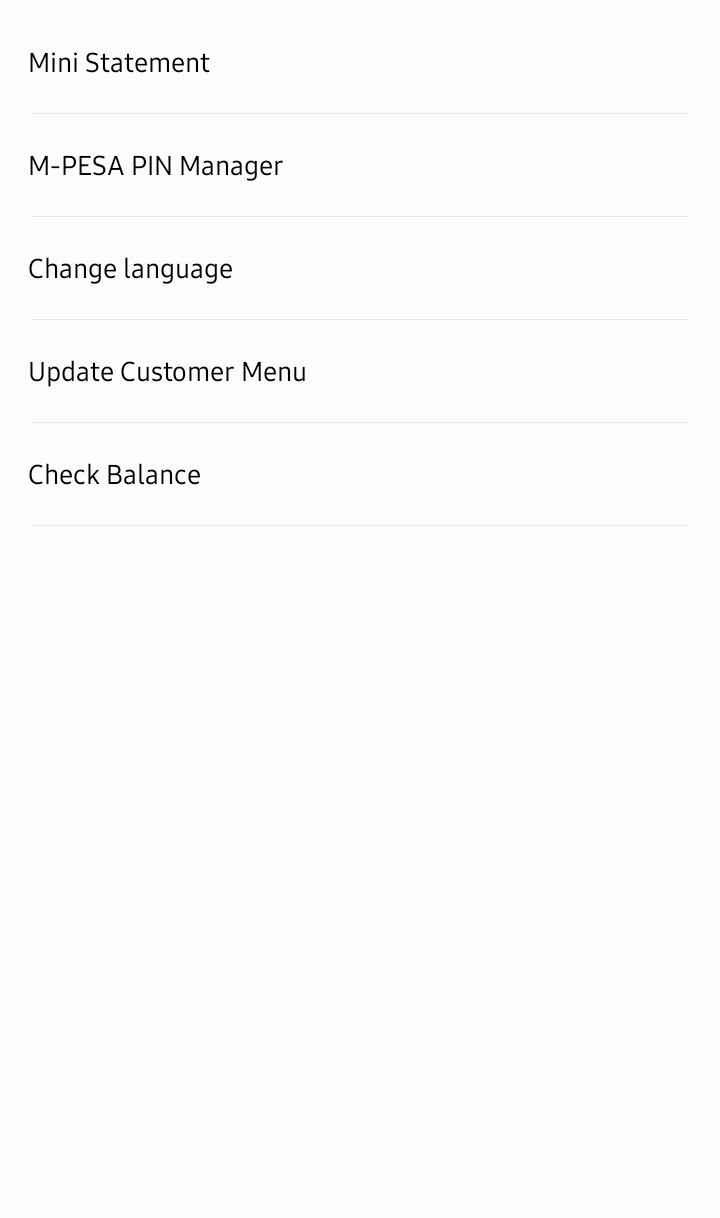 Mini Statement
M-PESA PIN Manager
Change language
Update Customer Menu
Check Balance